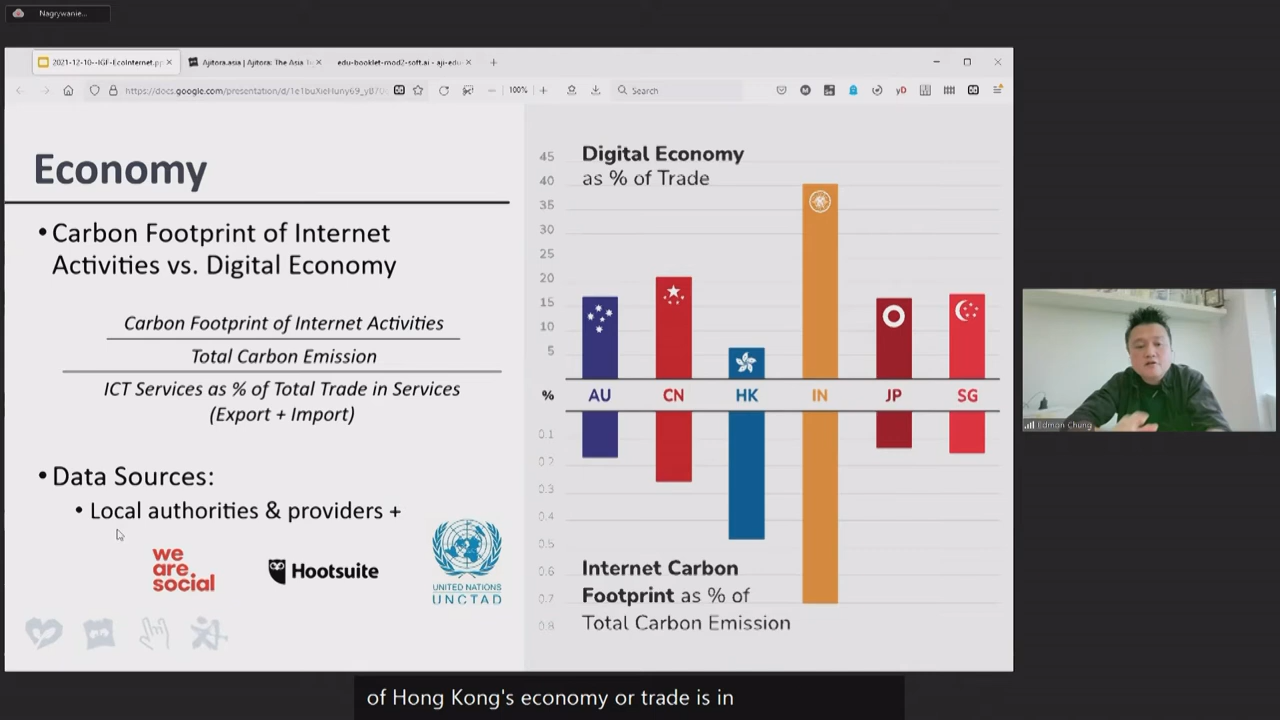 Nagrywanie...
2021-12-10--IGF-EcoInternet.pp
Ajitora.asia | Ajitora: The Asia
edu-booklet-mod2-soft.ai - aji-edu
100%
Search
Economy
• Carbon Footprint of Internet
Activities vs. Digital Economy
Carbon Footprint of Internet Activities
Total Carbon Emission
ICT Services as % of Total Trade in Services
(Export + Import)
• Data Sources:
• Local authorities & providers +
we
are
social
Hootsuite
UNITED NATIONS
UNCTAD
Digital Economy
as % of Trade
45
40
35
30
25
20
15
10
5
% AU CN HK IN JP SG
0.1
0.2
0.3
0.4
0.5
0.6
0.7
0.8
Internet Carbon
Footprint as % of
Total Carbon Emission
Edmon Chung
of Hong Kong's economy or trade is in